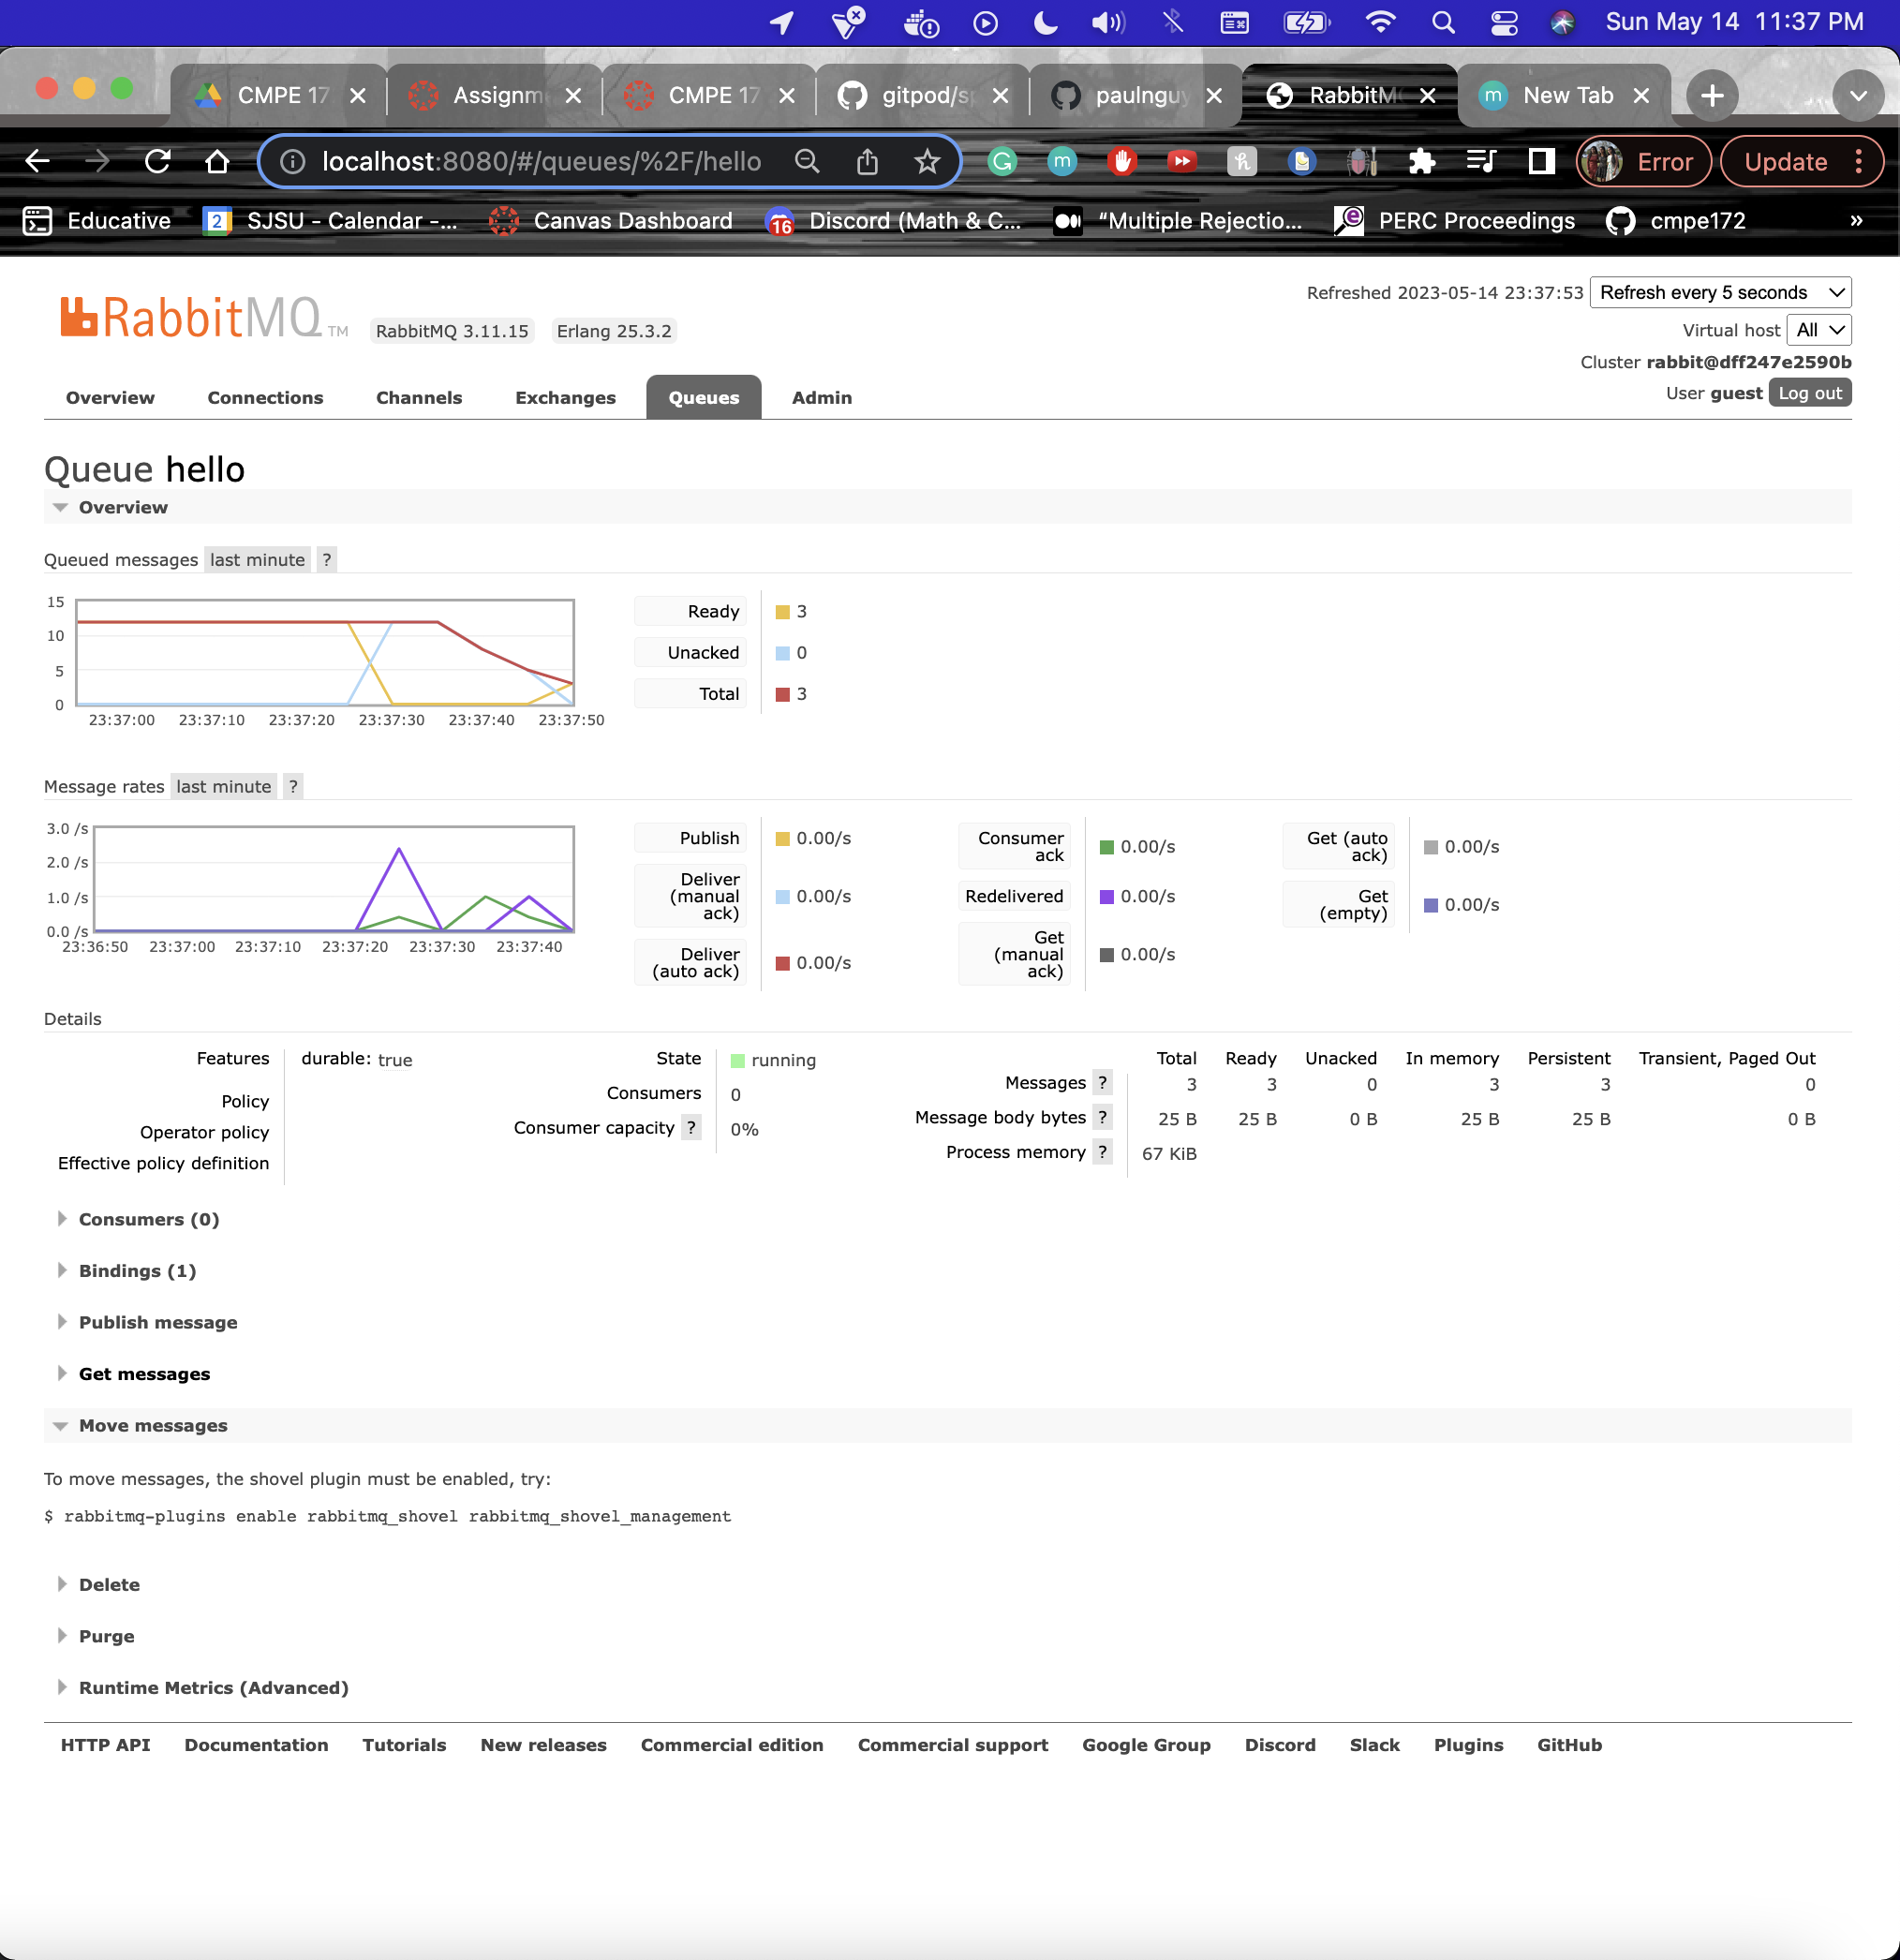 Sun May 14 11:37 PM
CMPE 17
Assignm
CMPE 17
gitpod/sp
paulnguy
RabbitM
m New Tab
localhost:8080/#/queues/%2F/hello
m
Error
Update
Educative
2 SJSU - Calendar -...
Canvas Dashboard
16 Discord (Math & C...
“Multiple Rejectio...
PERC Proceedings
cmpe172
»
RabbitMQ TM
RabbitMQ 3.11.15
Erlang 25.3.2
Refreshed 2023-05-14 23:37:53 Refresh every 5 seconds
Virtual host All
Cluster rabbit@dff247e2590b
User guest Log out
Overview Connections Channels Exchanges Queues Admin
Queue hello
Overview
Queued messages last minute ?
15
10
5
0
23:37:00 23:37:10 23:37:20 23:37:30 23:37:40 23:37:50
Ready 3
Unacked 0
Total 3
Message rates last minute ?
3.0 /s
2.0 /s
1.0 /s
0.0 /s
23:36:50 23:37:00 23:37:10 23:37:20 23:37:30 23:37:40
Publish 0.00/s
Deliver (manual ack) 0.00/s
Deliver (auto ack) 0.00/s
Consumer ack 0.00/s
Redelivered 0.00/s
Get (manual ack) 0.00/s
Get (auto ack) 0.00/s
Get (empty) 0.00/s
Details
Features durable: true
Policy
Operator policy
Effective policy definition
State running
Consumers 0
Consumer capacity ? 0%
Total Ready Unacked In memory Persistent Transient, Paged Out
Messages ? 3 3 0 3 3 0
Message body bytes ? 25 B 25 B 0 B 25 B 25 B 0 B
Process memory ? 67 KiB
Consumers (0)
Bindings (1)
Publish message
Get messages
Move messages
To move messages, the shovel plugin must be enabled, try:
$ rabbitmq-plugins enable rabbitmq_shovel rabbitmq_shovel_management
Delete
Purge
Runtime Metrics (Advanced)
HTTP API Documentation Tutorials New releases Commercial edition Commercial support Google Group Discord Slack Plugins GitHub